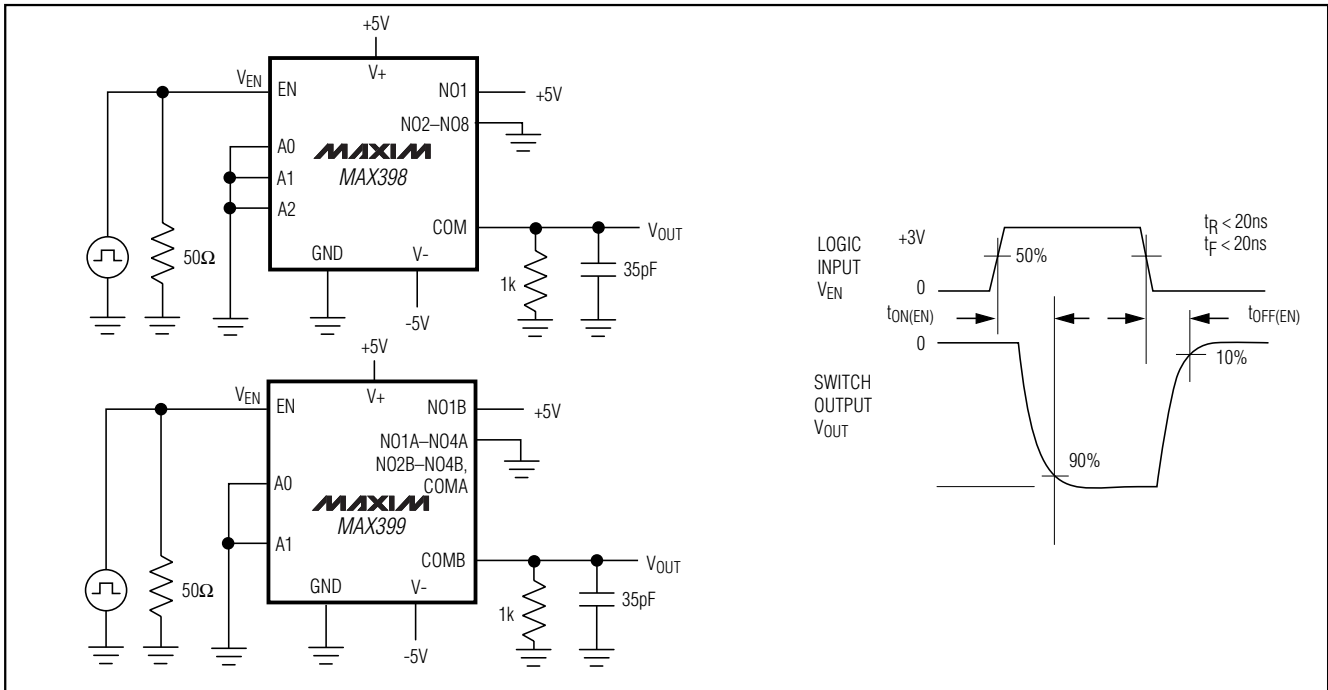 +5V
VEN
EN
V+
NO1
+5V
NO2–NO8
A0
MAXIM
MAX398
A1
A2
COM
VOUT
50Ω
GND
V-
1k
35pF
-5V
+5V
VEN
EN
V+
NO1B
+5V
NO1A–NO4A
NO2B–NO4B,
COMA
A0
MAXIM
MAX399
A1
COMB
VOUT
50Ω
GND
V-
1k
35pF
-5V
LOGIC
INPUT
VEN
+3V
50%
0
tR < 20ns
tF < 20ns
tON(EN)
tOFF(EN)
0
10%
SWITCH
OUTPUT
VOUT
90%